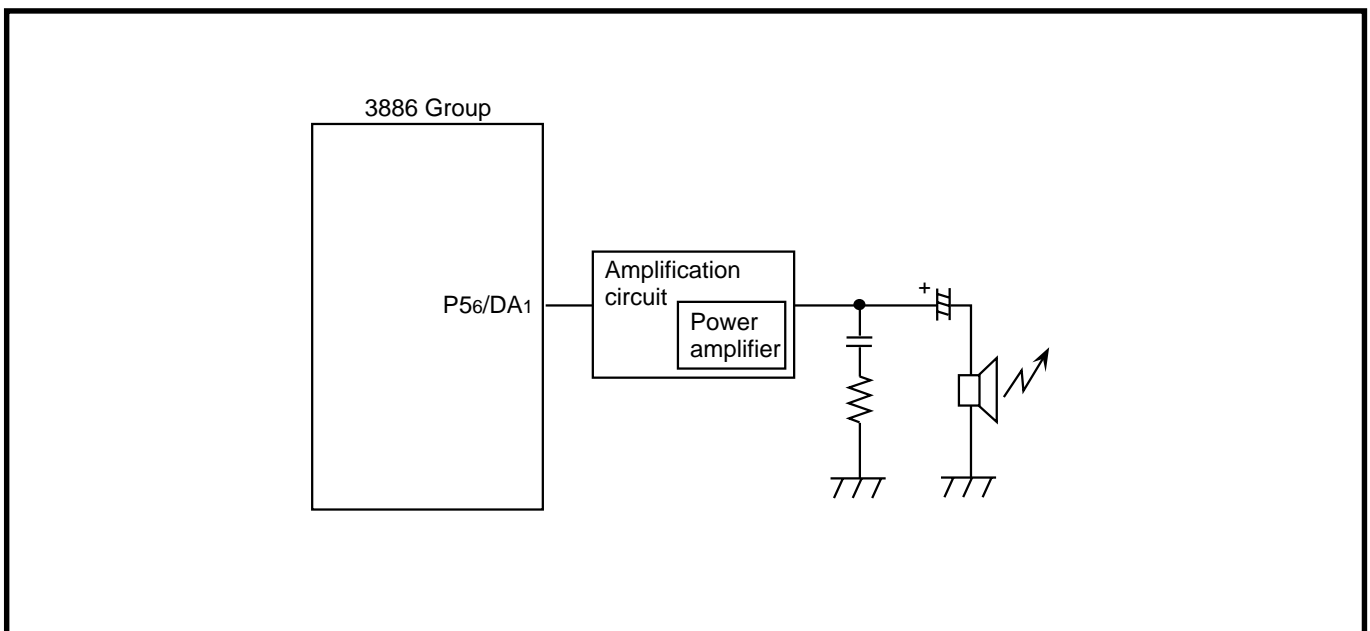 3886 Group
P56/DA1
Amplification
circuit
Power
amplifier
+